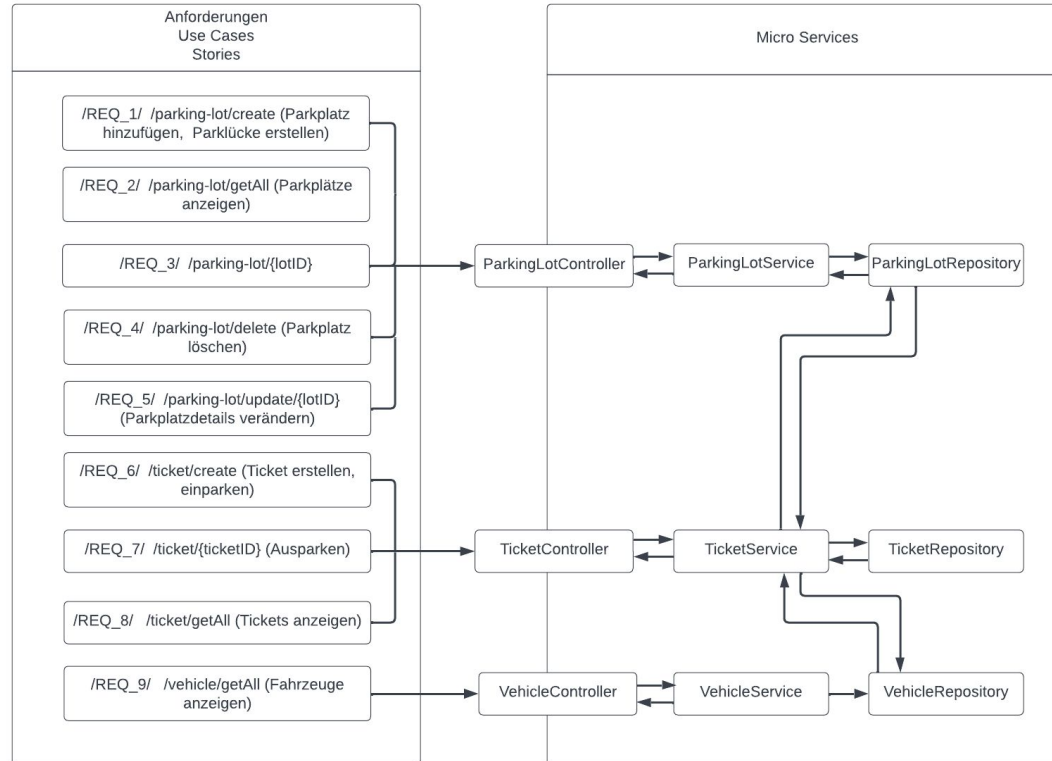 Anforderungen
Use Cases
Stories
Micro Services
/REQ_1/ /parking-lot/create (Parkplatz
hinzufügen, Parklücke erstellen)
/REQ_2/ /parking-lot/getAll (Parkplätze
anzeigen)
/REQ_3/ /parking-lot/{lotID}
ParkingLotController
ParkingLotService
ParkingLotRepository
/REQ_4/ /parking-lot/delete (Parkplatz
löschen)
/REQ_5/ /parking-lot/update/{lotID}
(Parkplatzdetails verändern)
/REQ_6/ /ticket/create (Ticket erstellen,
einparken)
/REQ_7/ /ticket/{ticketID} (Ausparken)
TicketController
TicketService
TicketRepository
/REQ_8/ /ticket/getAll (Tickets anzeigen)
/REQ_9/ /vehicle/getAll (Fahrzeuge
anzeigen)
VehicleController
VehicleService
VehicleRepository